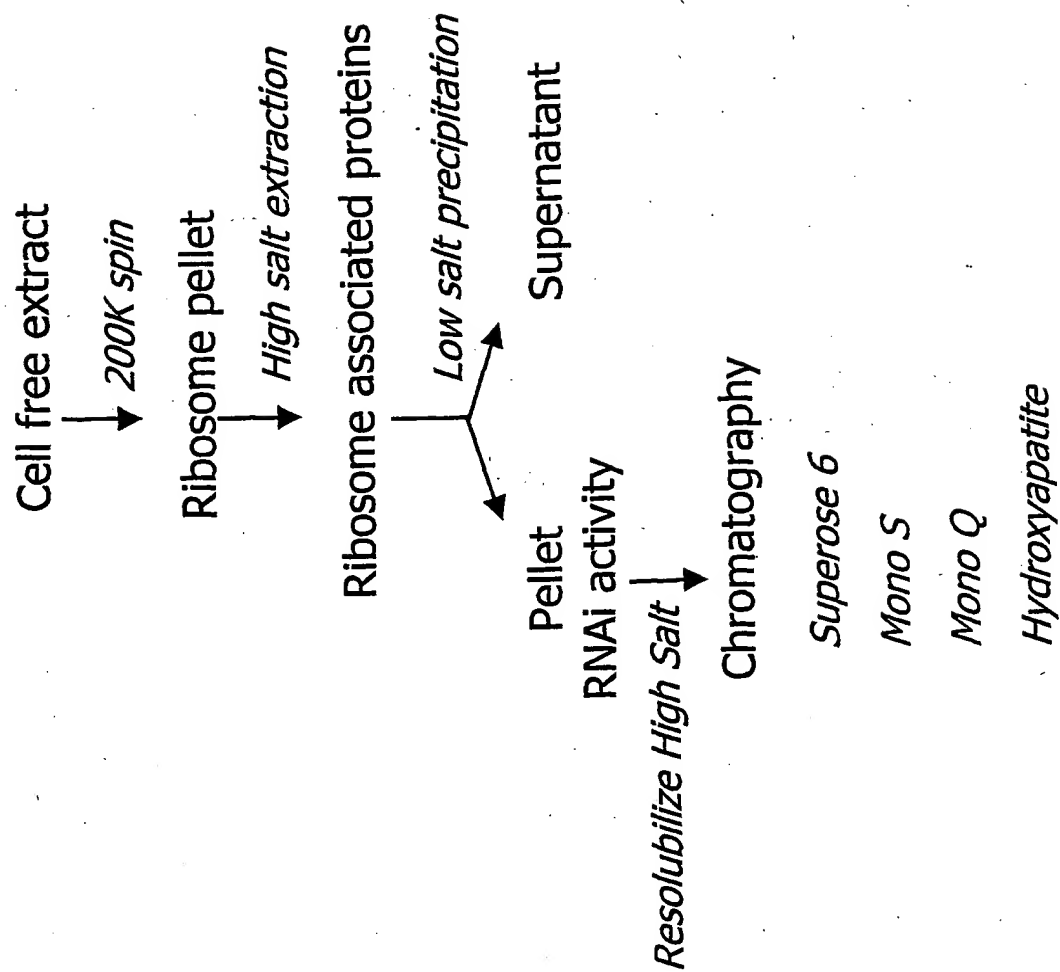 Cell free extract
200K spin
Ribosome pellet
High salt extraction
Ribosome associated proteins
Low salt precipitation
Pellet
RNAi activity
Supernatant
Resolubilize High Salt
Chromatography
Superose 6
Mono S
Mono Q
Hydroxyapatite